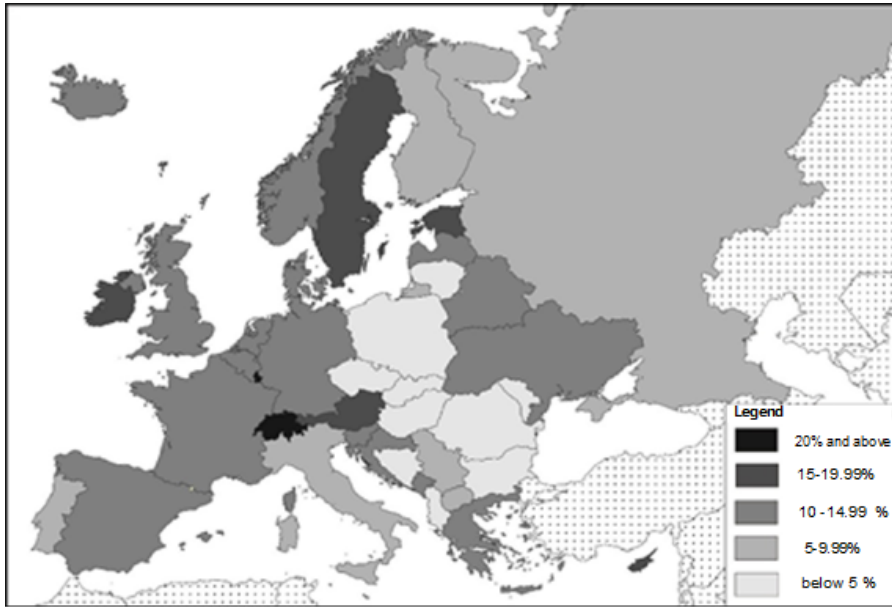 Legend
20% and above
15-19.99%
10 -14.99 %
5-9.99%
below 5 %